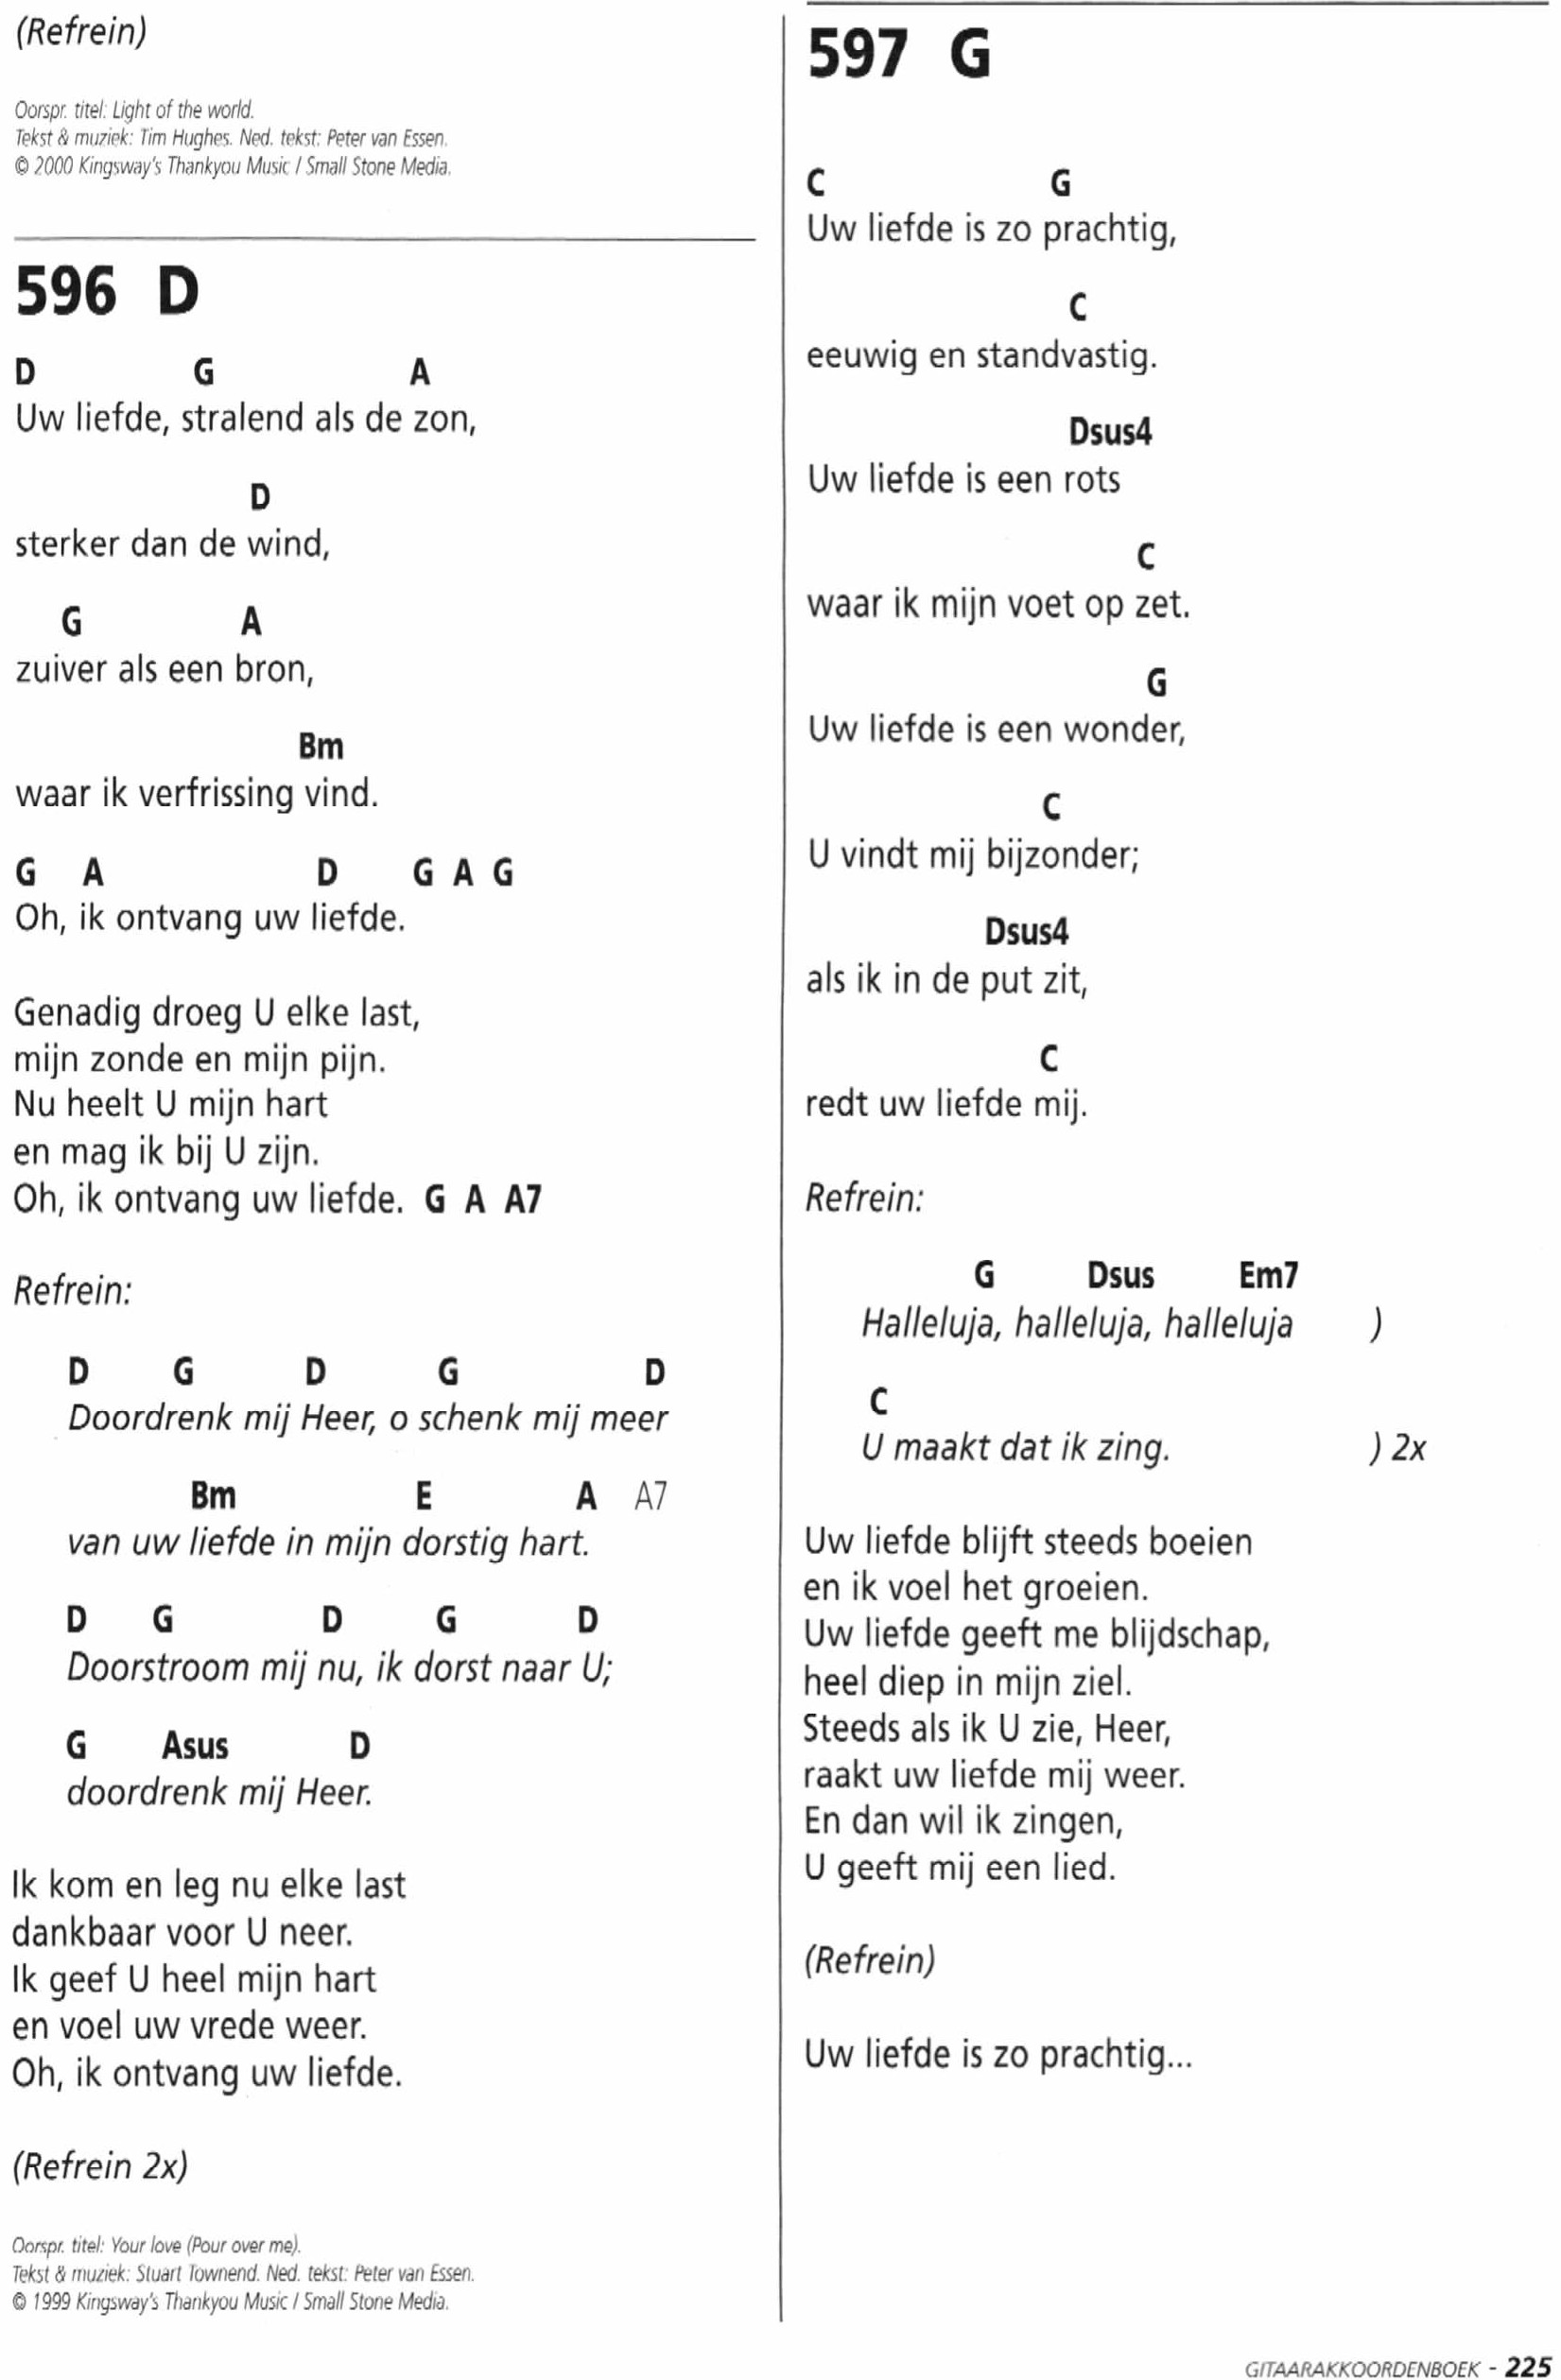 (Refrein)
Oorspr. titel: Light of the world.
Tekst & muziek: Tim Hughes. Ned. tekst: Peter van Essen.
© 2000 Kingsway's Thankyou Music / Small Stone Media.
596 D
D G A
Uw liefde, stralend als de zon,
D
sterker dan de wind,
G A
zuiver als een bron,
Bm
waar ik verfrissing vind.
G A D G A G
Oh, ik ontvang uw liefde.
Genadig droeg U elke last,
mijn zonde en mijn pijn.
Nu heelt U mijn hart
en mag ik bij U zijn.
Oh, ik ontvang uw liefde. G A A7
Refrein:
D G D G D
Doordrenk mij Heer, o schenk mij meer
Bm E A A7
van uw liefde in mijn dorstig hart.
D G D G D
Doorstroom mij nu, ik dorst naar U;
G Asus D
doordrenk mij Heer.
Ik kom en leg nu elke last
dankbaar voor U neer.
Ik geef U heel mijn hart
en voel uw vrede weer.
Oh, ik ontvang uw liefde.
(Refrein 2x)
Oorspr. titel: Your love (Pour over me).
Tekst & muziek: Stuart Townend. Ned. tekst: Peter van Essen.
© 1999 Kingsway's Thankyou Music / Small Stone Media.
597 G
C G
Uw liefde is zo prachtig,
C
eeuwig en standvastig.
Dsus4
Uw liefde is een rots
C
waar ik mijn voet op zet.
G
Uw liefde is een wonder,
C
U vindt mij bijzonder;
Dsus4
als ik in de put zit,
C
redt uw liefde mij.
Refrein:
G Dsus Em7
Halleluja, halleluja, halleluja )
C
U maakt dat ik zing. ) 2x
Uw liefde blijft steeds boeien
en ik voel het groeien.
Uw liefde geeft me blijdschap,
heel diep in mijn ziel.
Steeds als ik U zie, Heer,
raakt uw liefde mij weer.
En dan wil ik zingen,
U geeft mij een lied.
(Refrein)
Uw liefde is zo prachtig...
GITAARAKKOORDENBOEK - 225